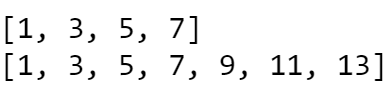 [1, 3, 5, 7]
[1, 3, 5, 7, 9, 11, 13]